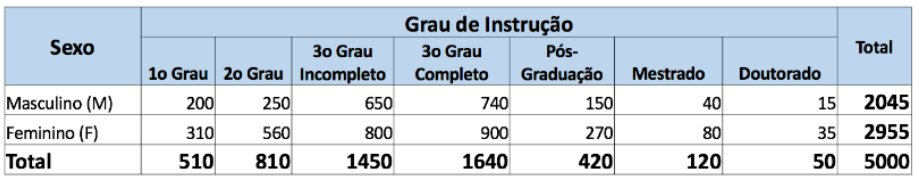 Sexo Grau de Instrução Total
1o Grau 2o Grau 3o Grau Incompleto 3o Grau Completo Pós-Graduação Mestrado Doutorado
Masculino (M) 200 250 650 740 150 40 15 2045
Feminino (F) 310 560 800 900 270 80 35 2955
Total 510 810 1450 1640 420 120 50 5000